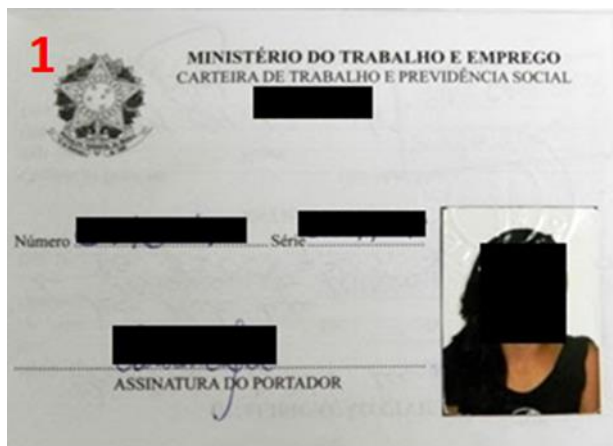 1
MINISTÉRIO DO TRABALHO E EMPREGO
CARTEIRA DE TRABALHO E PREVIDÊNCIA SOCIAL
Número Série
ASSINATURA DO PORTADOR